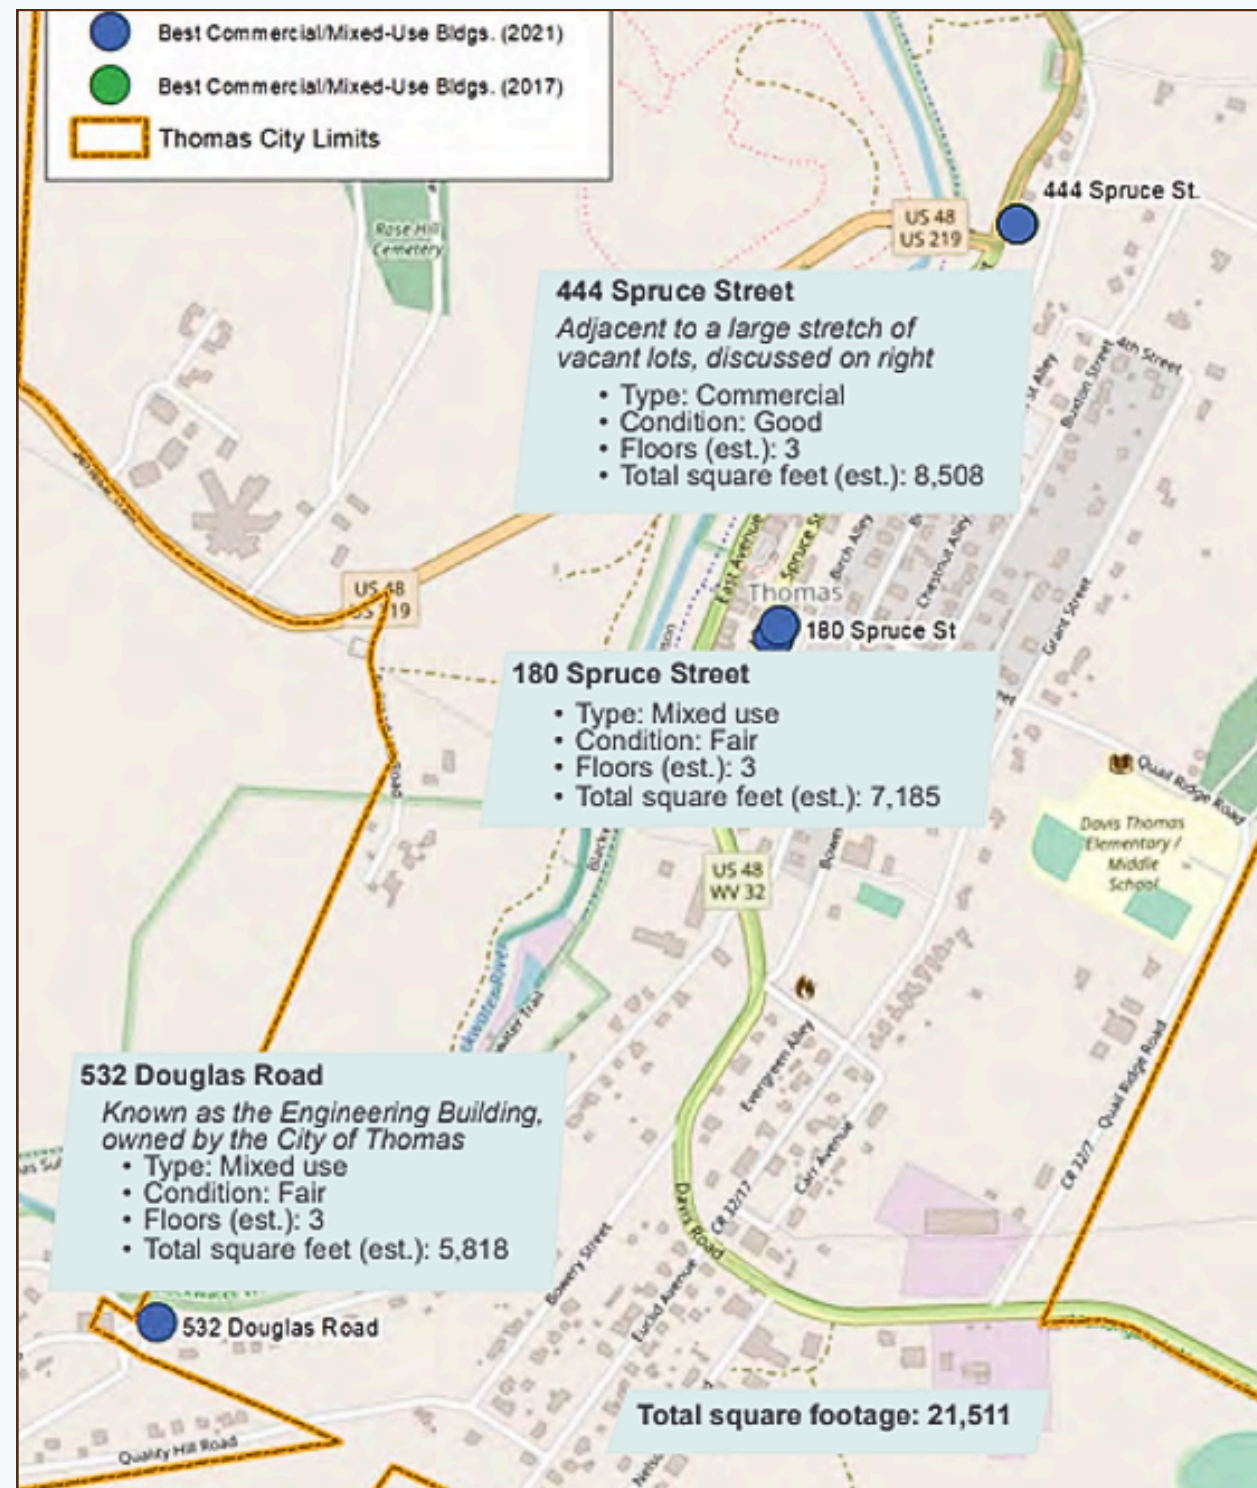 Best Commercial/Mixed-Use Bldgs. (2021)
Best Commercial/Mixed-Use Bldgs. (2017)
Thomas City Limits
Rose Hill
Cemetery
US 48
US 219
444 Spruce St.
444 Spruce Street
Adjacent to a large stretch of
vacant lots, discussed on right
• Type: Commercial
• Condition: Good
• Floors (est.): 3
• Total square feet (est.): 8,508
4th Street
Buxton Street
St Alley
East Avenue
Spruce St
Birch Alley
Chestnut Alley
Grant Street
Thomas
US 48
US 219
180 Spruce St
180 Spruce Street
• Type: Mixed use
• Condition: Fair
• Floors (est.): 3
• Total square feet (est.): 7,185
Road
Quail Ridge Road
Davis Thomas
Elementary /
Middle
School
US 48
WV 32
Evergreen Alley
Carr Avenue
CR 32/7
Quail Ridge Road
532 Douglas Road
Known as the Engineering Building,
owned by the City of Thomas
• Type: Mixed use
• Condition: Fair
• Floors (est.): 3
• Total square feet (est.): 5,818
Davis Road
CR 32/17
Bowery Street
Euclid Avenue
532 Douglas Road
Total square footage: 21,511
Quality Hill Road